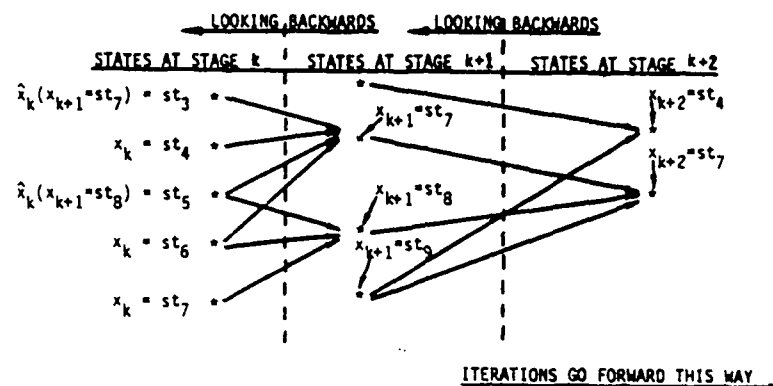 LOOKING BACKWARDS LOOKING BACKWARDS
STATES AT STAGE k STATES AT STAGE k+1 STATES AT STAGE k+2
x̂ₖ(xₖ₊₁=st₇) = st₃
xₖ₊₂=st₄
xₖ₊₁=st₇
xₖ = st₄
xₖ₊₂=st₇
x̂ₖ(xₖ₊₁=st₈) = st₅
xₖ₊₁=st₈
xₖ = st₆
xₖ₊₁=st₉
xₖ = st₇
ITERATIONS GO FORWARD THIS WAY